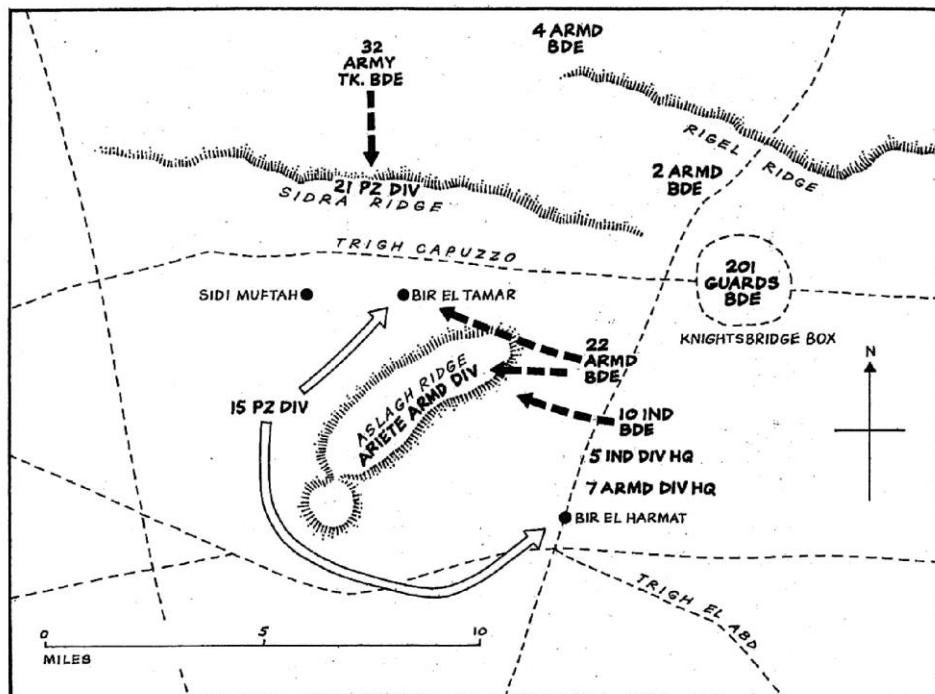 4 ARMD
BDE
32
ARMY
TK. BDE
RIGEL RIDGE
2 ARMD
BDE
21 PZ DIV
SIDRA RIDGE
TRIGH CAPUZZO
201
GUARDS
BDE
SIDI MUFTAH
BIR EL TAMAR
KNIGHTSBRIDGE BOX
22
ARMD
BDE
N
15 PZ DIV
ASLAGH RIDGE
ARIETE ARMD DIV
10 IND
BDE
5 IND DIV HQ
7 ARMD DIV HQ
BIR EL HARMAT
TRIGH EL ABD
0 5 10
MILES